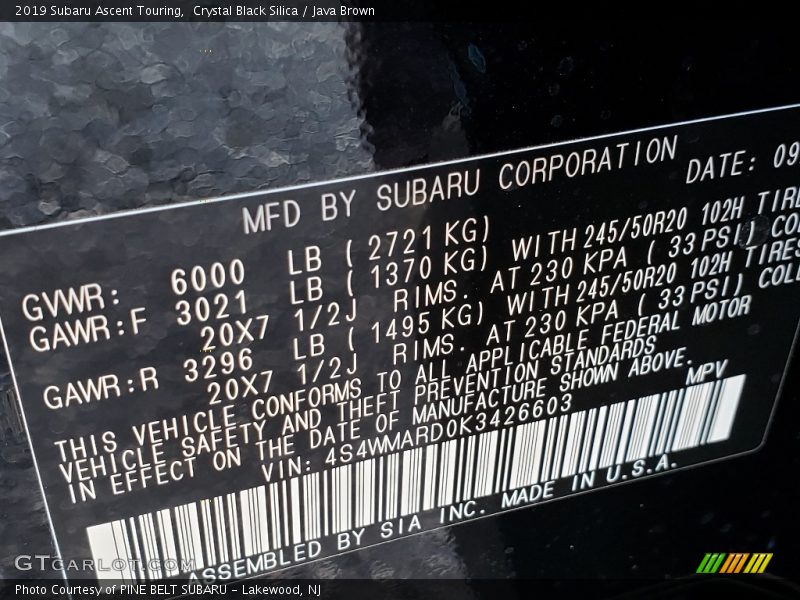 2019 Subaru Ascent Touring, Crystal Black Silica / Java Brown
MFD BY SUBARU CORPORATION DATE: 09
GVWR: 6000 LB ( 2721 KG)
GAWR:F 3021 LB ( 1370 KG) WITH 245/50R20 102H TIRE
20X7 1/2J RIMS. AT 230 KPA ( 33 PSI) COL
GAWR:R 3296 LB ( 1495 KG) WITH 245/50R20 102H TIRES
20X7 1/2J RIMS. AT 230 KPA ( 33 PSI) COLD
THIS VEHICLE CONFORMS TO ALL APPLICABLE FEDERAL MOTOR
VEHICLE SAFETY AND THEFT PREVENTION STANDARDS
IN EFFECT ON THE DATE OF MANUFACTURE SHOWN ABOVE.
VIN: 4S4WMARD0K3426603 MPV
ASSEMBLED BY SIA INC. MADE IN U.S.A.
GTcarlot.com
Photo Courtesy of PINE BELT SUBARU - Lakewood, NJ